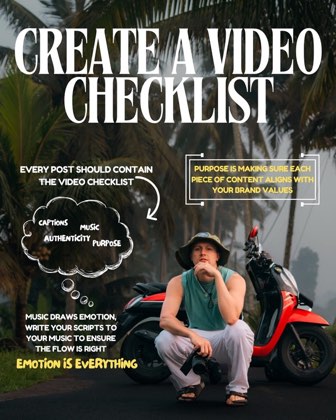 CREATE A VIDEO
CHECKLIST
EVERY POST SHOULD CONTAIN
THE VIDEO CHECKLIST
PURPOSE IS MAKING SURE EACH
PIECE OF CONTENT ALIGNS WITH
YOUR BRAND VALUES
CAPTIONS
MUSIC
AUTHENTICITY
PURPOSE
MUSIC DRAWS EMOTION,
WRITE YOUR SCRIPTS TO
YOUR MUSIC TO ENSURE
THE FLOW IS RIGHT
EMOTION IS EVERYTHING